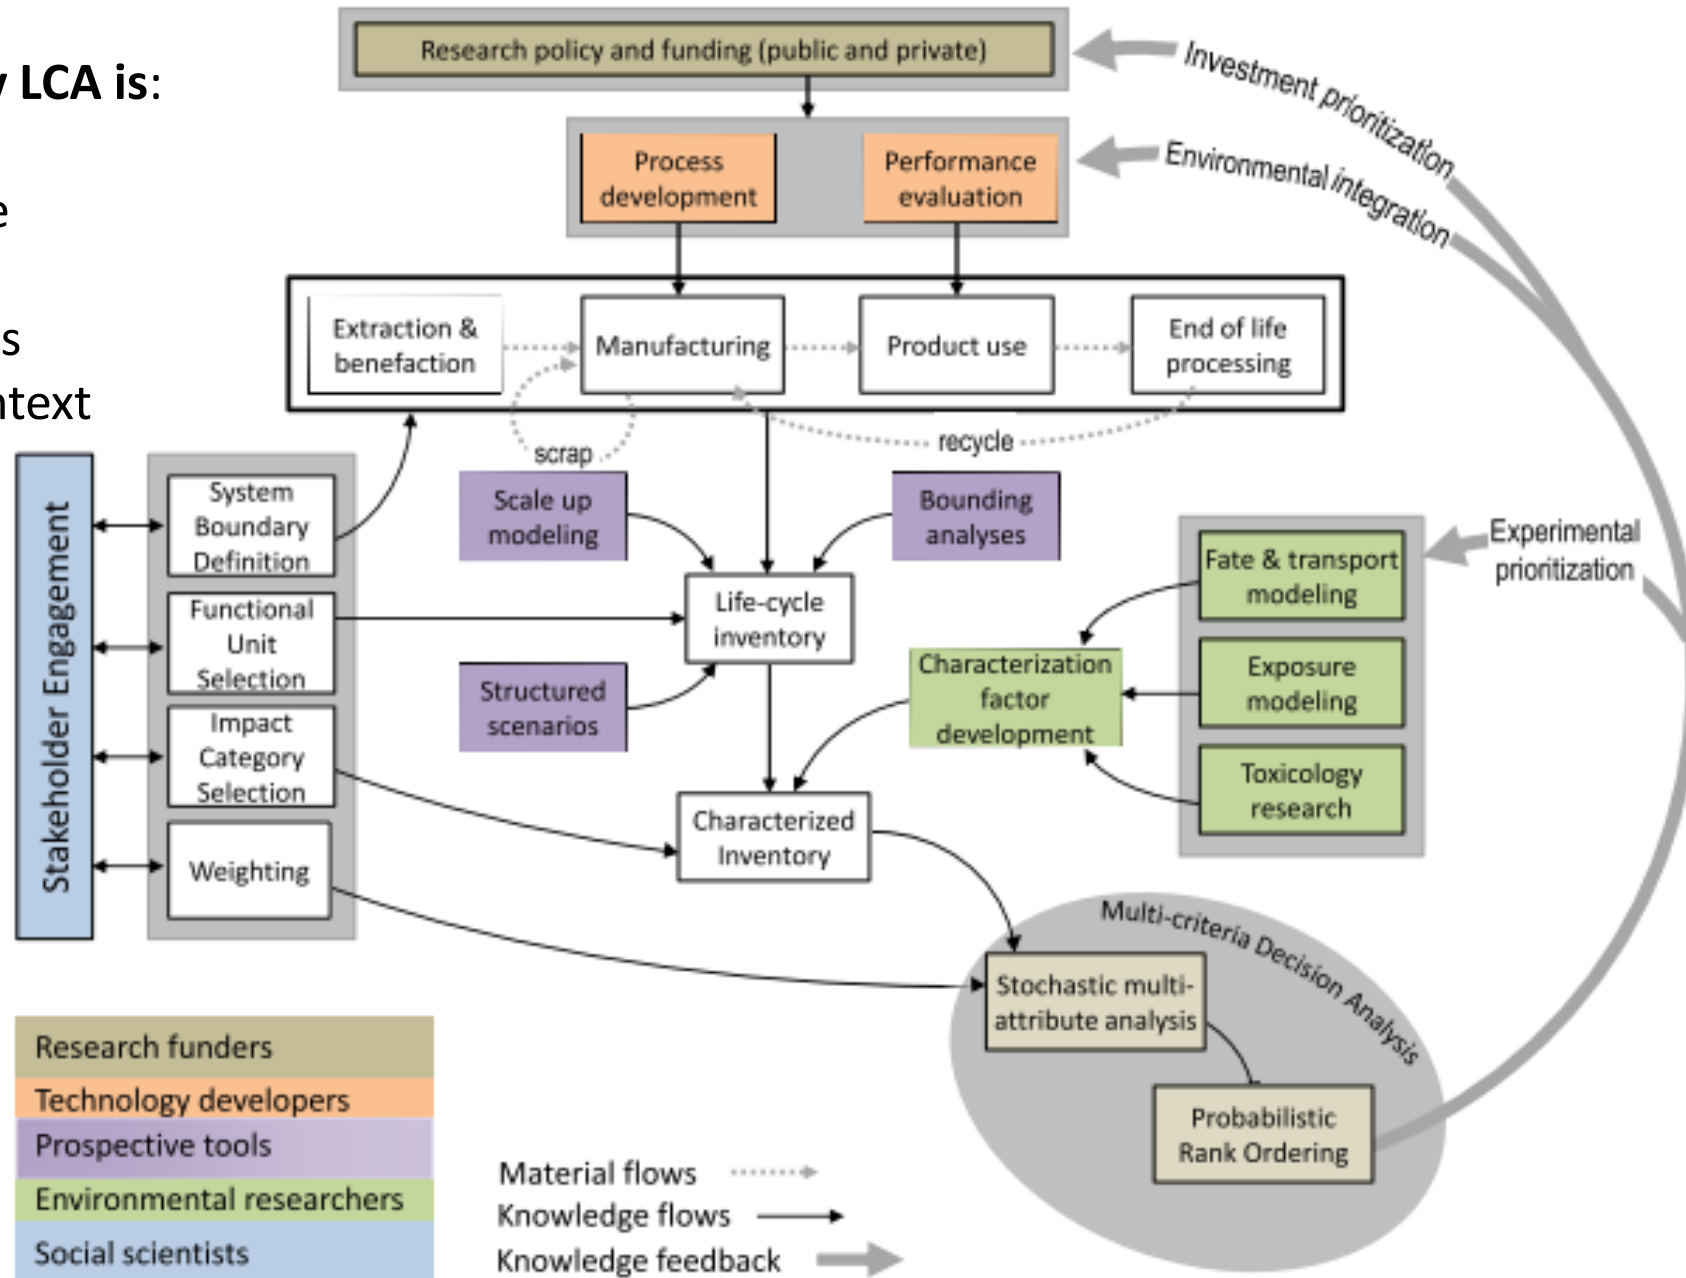 LCA is:
Research policy and funding (public and private)
Investment prioritization
Process
development
Performance
evaluation
Environmental integration
Extraction &
benefaction
Manufacturing
Product use
End of life
processing
scrap
recycle
Stakeholder Engagement
System
Boundary
Definition
Functional
Unit
Selection
Impact
Category
Selection
Weighting
Scale up
modeling
Bounding
analyses
Life-cycle
inventory
Structured
scenarios
Characterization
factor
development
Fate & transport
modeling
Exposure
modeling
Toxicology
research
Experimental
prioritization
Characterized
Inventory
Multi-criteria Decision Analysis
Stochastic multi-
attribute analysis
Probabilistic
Rank Ordering
Research funders
Technology developers
Prospective tools
Environmental researchers
Social scientists
Material flows
Knowledge flows
Knowledge feedback